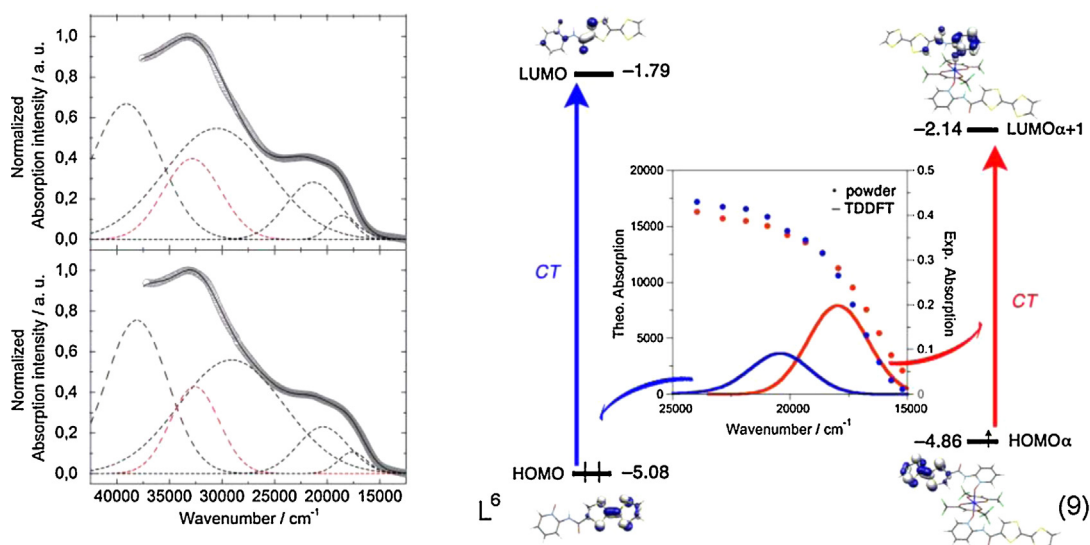 Normalized
Absorption intensity / a. u.
1,0
0,8
0,6
0,4
0,2
0,0
Normalized
Absorption intensity / a. u.
1,0
0,8
0,6
0,4
0,2
0,0
40000 35000 30000 25000 20000 15000
Wavenumber / cm⁻¹
LUMO −1.79
CT
HOMO −5.08
L⁶
20000
15000
10000
5000
0
Theo. Absorption
• powder
– TDDFT
0.5
0.4
0.3
0.2
0.1
0
Exp. Absorption
25000 20000 15000
Wavenumber / cm⁻¹
−2.14 LUMOα+1
CT
−4.86 HOMOα
(9)